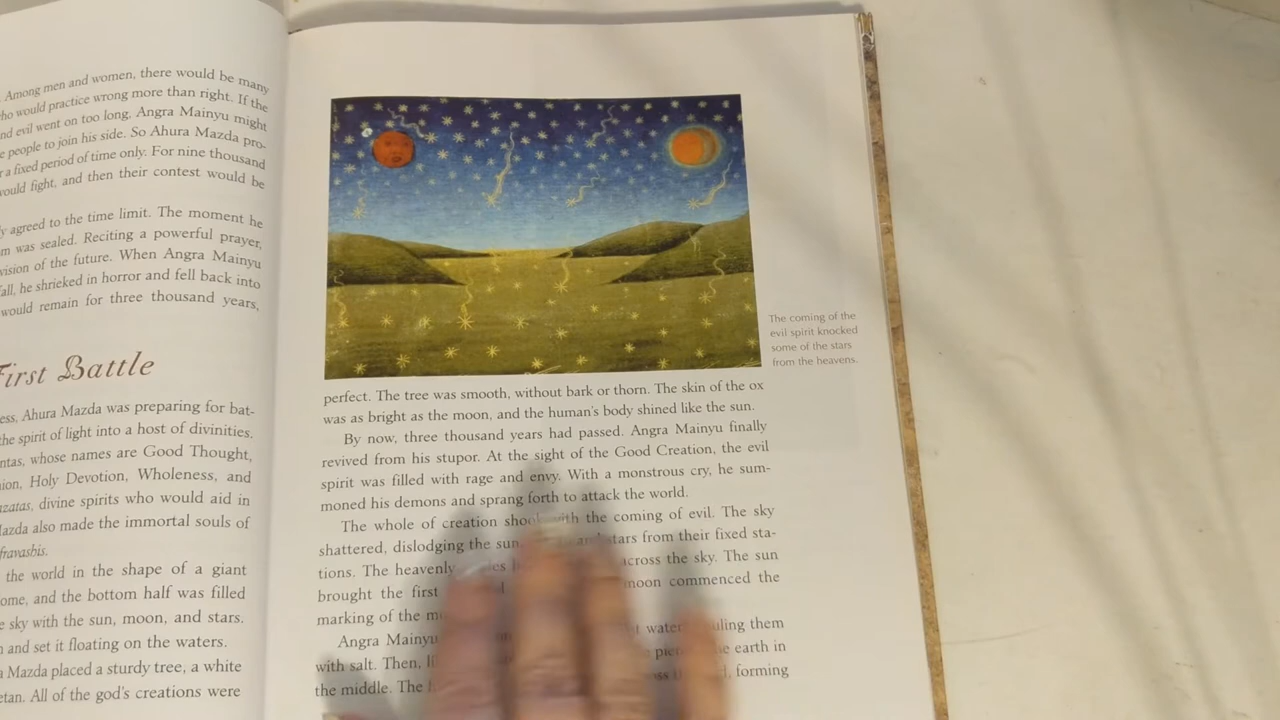 Among men and women, there would be many
who would practice wrong more than right. If the
and evil went on too long, Angra Mainyu might
people to join his side. So Ahura Mazda pro-
r a fixed period of time only. For nine thousand
would fight, and then their contest would be
agreed to the time limit. The moment he
was sealed. Reciting a powerful prayer,
vision of the future. When Angra Mainyu
he shrieked in horror and fell back into
would remain for three thousand years,
First Battle
Ahura Mazda was preparing for bat-
the spirit of light into a host of divinities.
whose names are Good Thought,
Holy Devotion, Wholeness, and
divine spirits who would aid in
Mazda also made the immortal souls of
fravashis.
the world in the shape of a giant
and the bottom half was filled
sky with the sun, moon, and stars.
and set it floating on the waters.
Mazda placed a sturdy tree, a white
All of the god's creations were
The coming of the
evil spirit knocked
some of the stars
from the heavens.
perfect. The tree was smooth, without bark or thorn. The skin of the ox
was as bright as the moon, and the human's body shined like the sun.
By now, three thousand years had passed. Angra Mainyu finally
revived from his stupor. At the sight of the Good Creation, the evil
spirit was filled with rage and envy. With a monstrous cry, he sum-
moned his demons and sprang forth to attack the world.
The whole of creation shook with the coming of evil. The sky
shattered, dislodging the sun, and stars from their fixed sta-
tions. The heavenly across the sky. The sun
brought the first moon commenced the
marking of the
Angra Mainyu them
with salt. Then, earth in
the middle. The forming